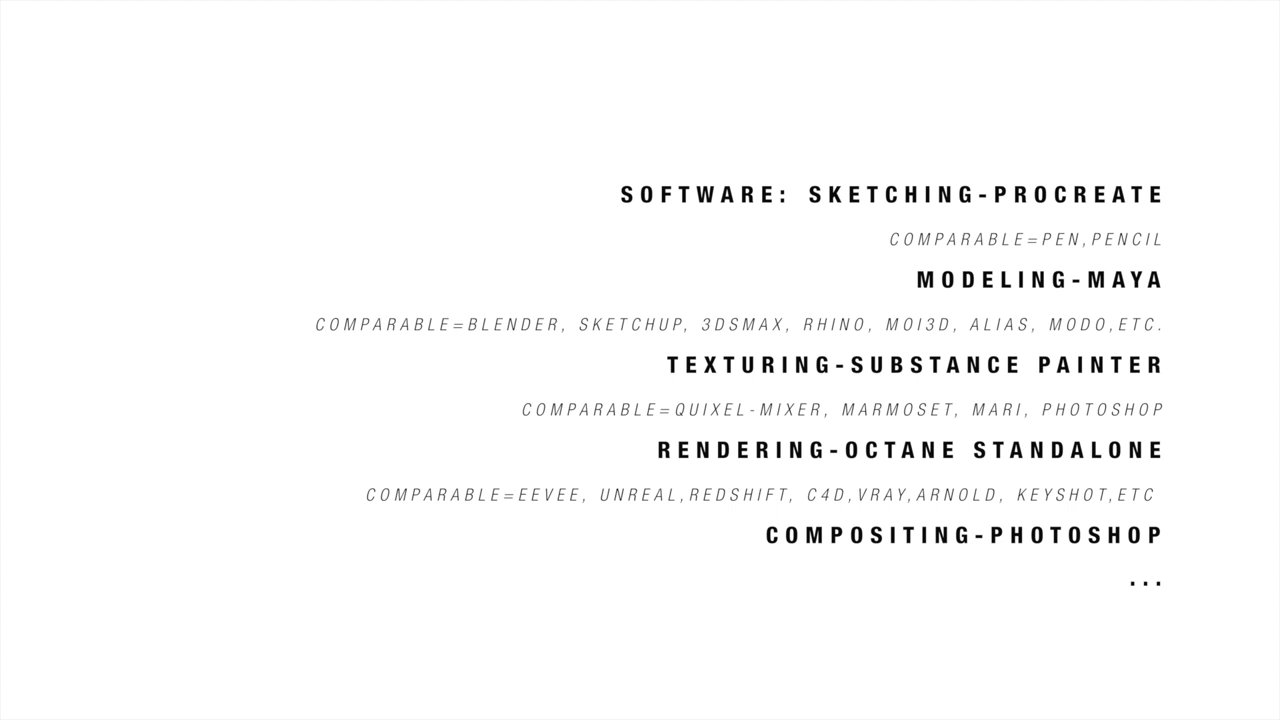 SOFTWARE: SKETCHING-PROCREATE
COMPARABLE=PEN,PENCIL
MODELING-MAYA
COMPARABLE=BLENDER, SKETCHUP, 3DSMAX, RHINO, MOI3D, ALIAS, MODO,ETC.
TEXTURING-SUBSTANCE PAINTER
COMPARABLE=QUIXEL-MIXER, MARMOSET, MARI, PHOTOSHOP
RENDERING-OCTANE STANDALONE
COMPARABLE=EEVEE, UNREAL,REDSHIFT, C4D,VRAY,ARNOLD, KEYSHOT,ETC
COMPOSITING-PHOTOSHOP
...